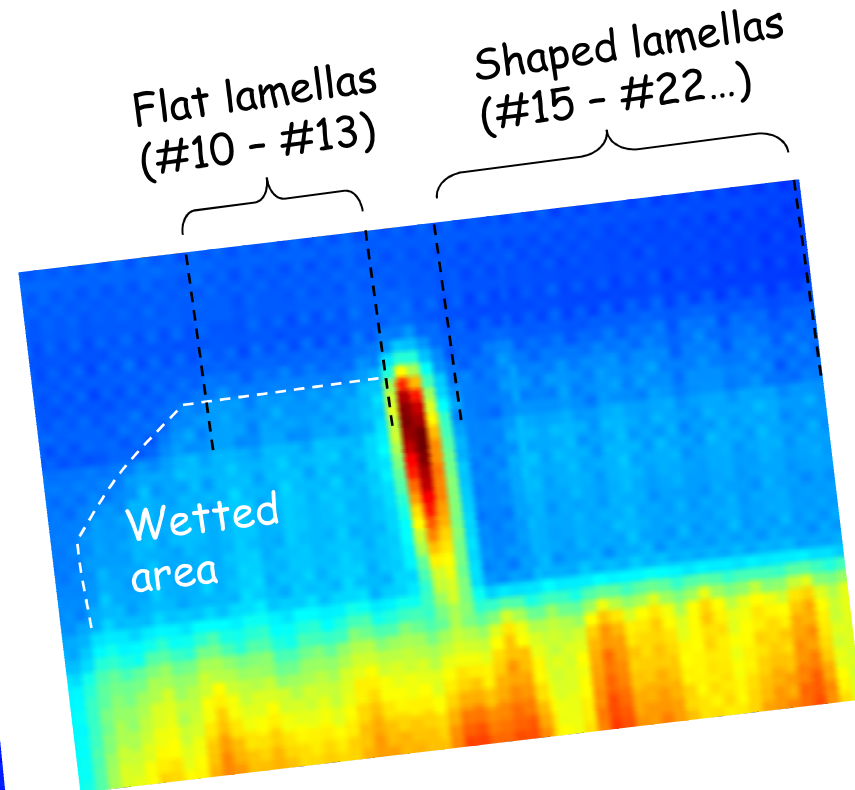 Flat lamellas
(#10 – #13)
Shaped lamellas
(#15 – #22...)
Wetted
area